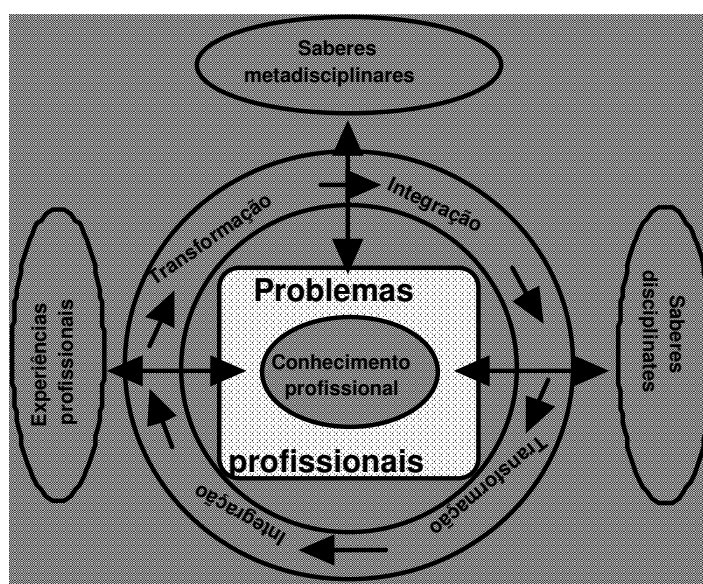 Saberes
metadisciplinares
Transformação
Integração
Experiências
profissionais
Problemas
Conhecimento
profissional
profissionais
Saberes
disciplinates
Integração
Transformação